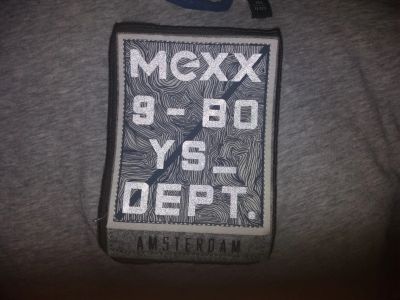 MEXX
9-BO
YS_
DEPT.
AMSTERDAM